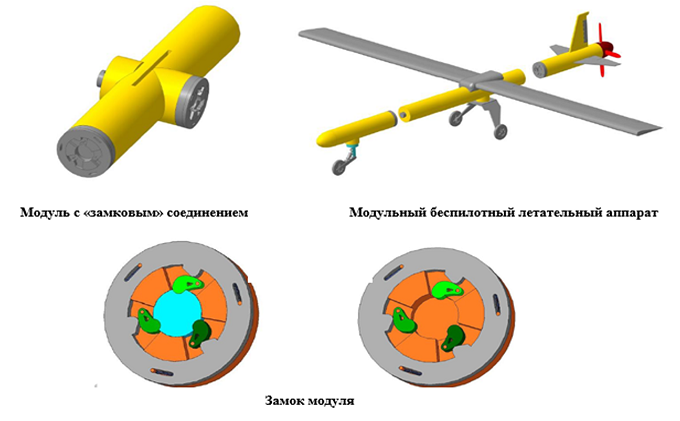 Модуль с «замковым» соединением
Модульный беспилотный летательный аппарат
Замок модуля